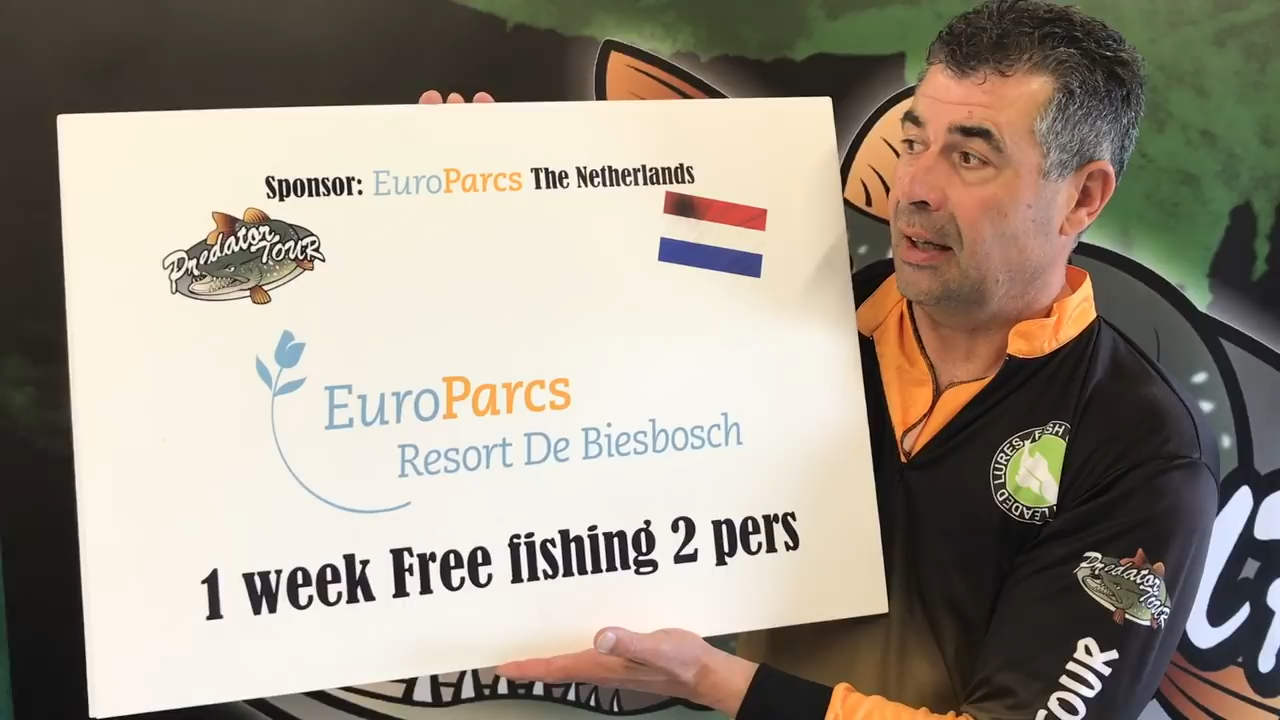 Sponsor: EuroParcs The Netherlands
Predator
TOUR
EuroParcs
Resort De Biesbosch
1 week Free fishing 2 pers
LURES FISH
LEADED
Predator
TOUR
TOUR